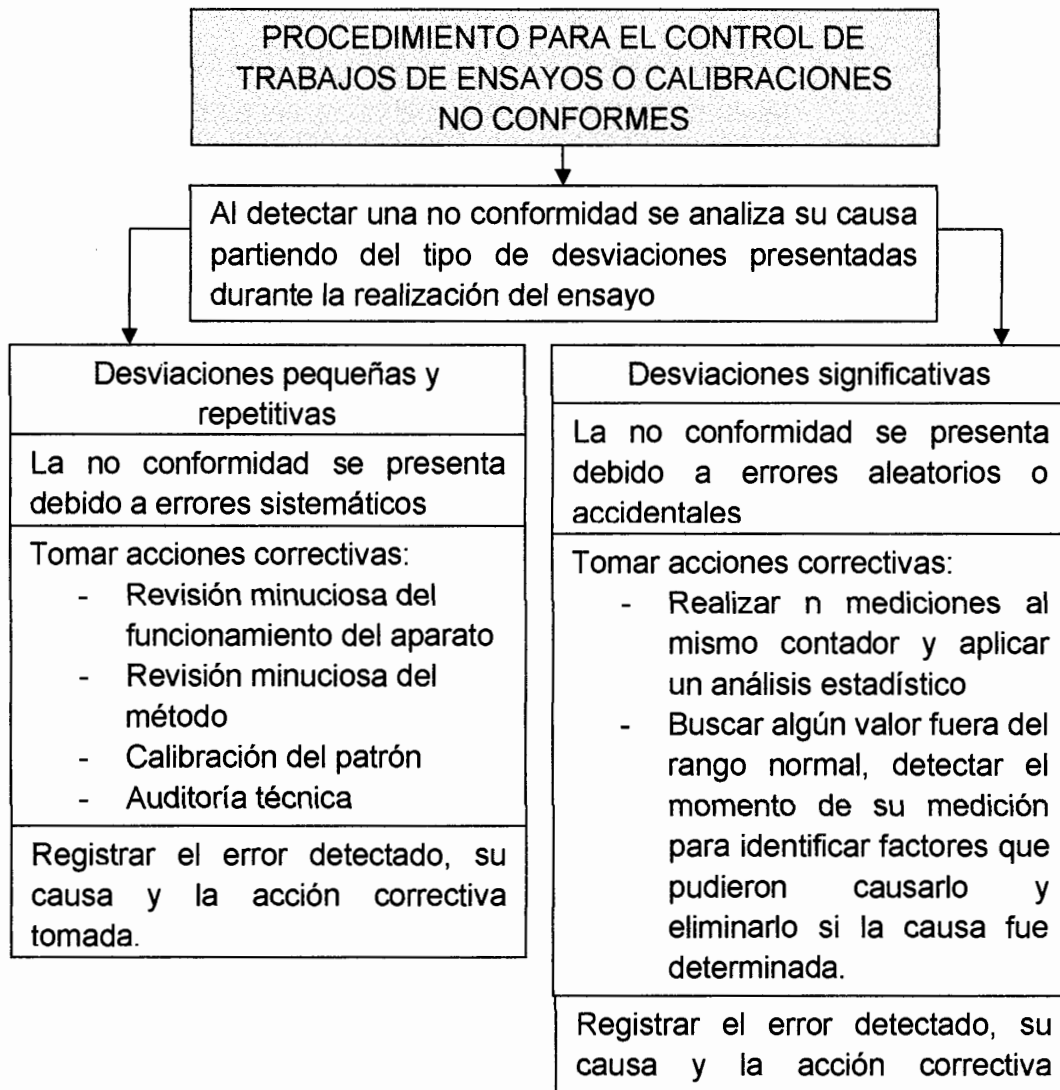 PROCEDIMIENTO PARA EL CONTROL DE
TRABAJOS DE ENSAYOS O CALIBRACIONES
NO CONFORMES
Al detectar una no conformidad se analiza su causa
partiendo del tipo de desviaciones presentadas
durante la realización del ensayo
Desviaciones pequeñas y
repetitivas
La no conformidad se presenta
debido a errores sistemáticos
Tomar acciones correctivas:
- Revisión minuciosa del
funcionamiento del aparato
- Revisión minuciosa del
método
- Calibración del patrón
- Auditoría técnica
Registrar el error detectado, su
causa y la acción correctiva
tomada.
Desviaciones significativas
La no conformidad se presenta
debido a errores aleatorios o
accidentales
Tomar acciones correctivas:
- Realizar n mediciones al
mismo contador y aplicar
un análisis estadístico
- Buscar algún valor fuera del
rango normal, detectar el
momento de su medición
para identificar factores que
pudieron causarlo y
eliminarlo si la causa fue
determinada.
Registrar el error detectado, su
causa y la acción correctiva